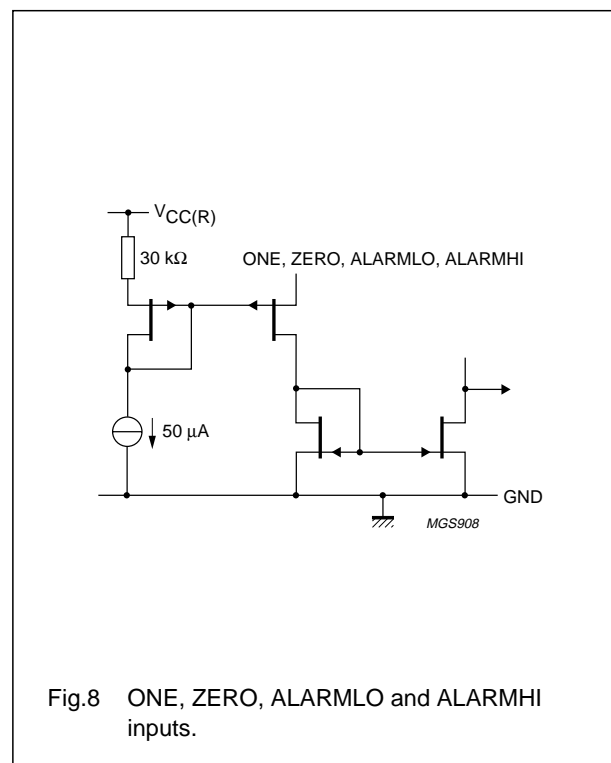 VCC(R)
30 kΩ
ONE, ZERO, ALARMLO, ALARMHI
50 μA
GND
MGS908
Fig.8 ONE, ZERO, ALARMLO and ALARMHI
inputs.